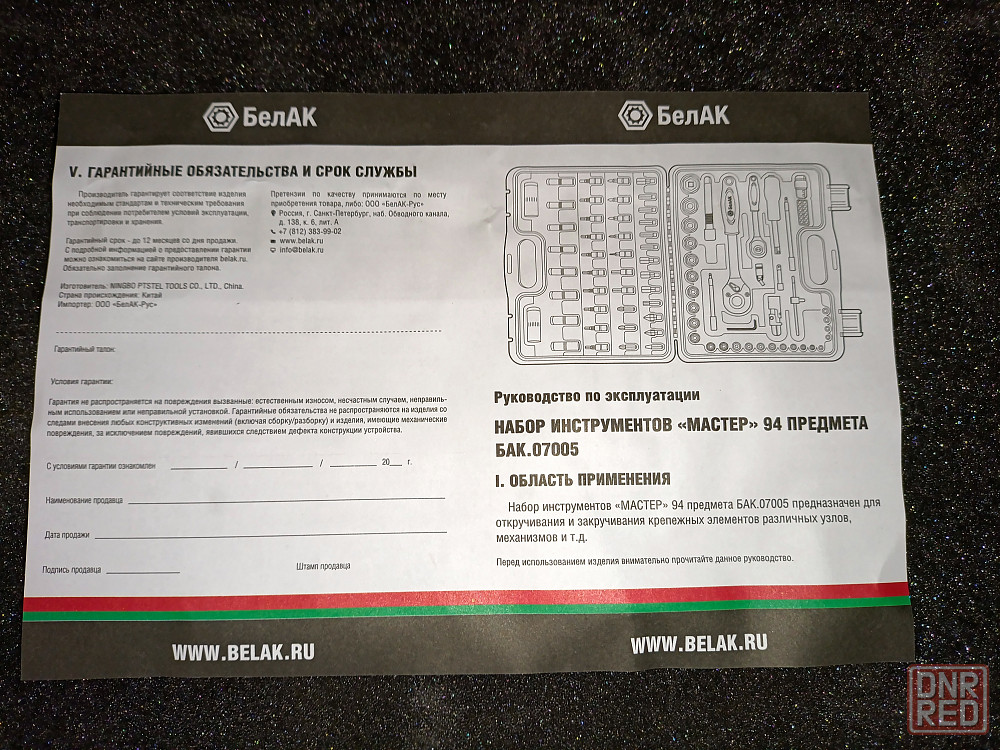 БелАК
V. ГАРАНТИЙНЫЕ ОБЯЗАТЕЛЬСТВА И СРОК СЛУЖБЫ
Производитель гарантирует соответствие изделия
необходимым стандартам и техническим требованиям
при соблюдении потребителем условий эксплуатации,
транспортировки и хранения.
Гарантийный срок - до 12 месяцев со дня продажи.
С подробной информацией о предоставлении гарантии
можно ознакомиться на сайте производителя belak.ru.
Обязательно заполнение гарантийного талона.
Изготовитель: NINGBO PTSTEL TOOLS CO., LTD., China.
Страна происхождения: Китай
Импортер: ООО «БелАК-Рус»
Претензии по качеству принимаются по месту
приобретения товара, либо: ООО «БелАК-Рус»
Россия, г. Санкт-Петербург, наб. Обводного канала,
д. 138, к. 6, лит. А
+7 (812) 383-99-02
www.belak.ru
info@belak.ru
Гарантийный талон:
Условия гарантии:
Гарантия не распространяется на повреждения вызванные: естественным износом, несчастным случаем, неправиль-
ным использованием или неправильной установкой. Гарантийные обязательства не распространяются на изделия со
следами внесения любых конструктивных изменений (включая сборку/разборку) и изделия, имеющие механические
повреждения, за исключением повреждений, явившихся следствием дефекта конструкции устройства.
С условиями гарантии ознакомлен ________ / __________ / ________ 20__ г.
Наименование продавца
Дата продажи
Подпись продавца Штамп продавца
WWW.BELAK.RU
БелАК
Руководство по эксплуатации
НАБОР ИНСТРУМЕНТОВ «МАСТЕР» 94 ПРЕДМЕТА
БАК.07005
I. ОБЛАСТЬ ПРИМЕНЕНИЯ
Набор инструментов «МАСТЕР» 94 предмета БАК.07005 предназначен для
откручивания и закручивания крепежных элементов различных узлов,
механизмов и т.д.
Перед использованием изделия внимательно прочитайте данное руководство.
WWW.BELAK.RU
DNR
RED